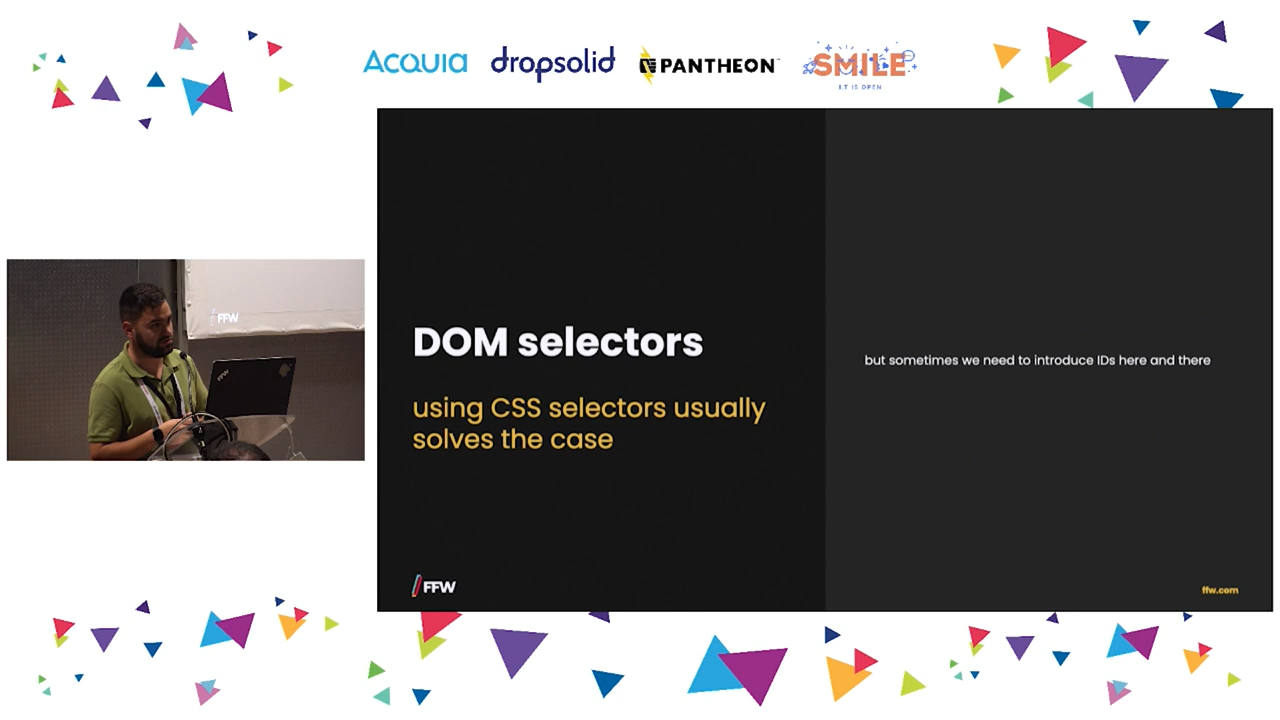 ACQUIA
dropsolid
PANTHEON
SMILE
I.T IS OPEN
FFW
FFW
DOM selectors
using CSS selectors usually
solves the case
but sometimes we need to introduce IDs here and there
FFW
ffw.com